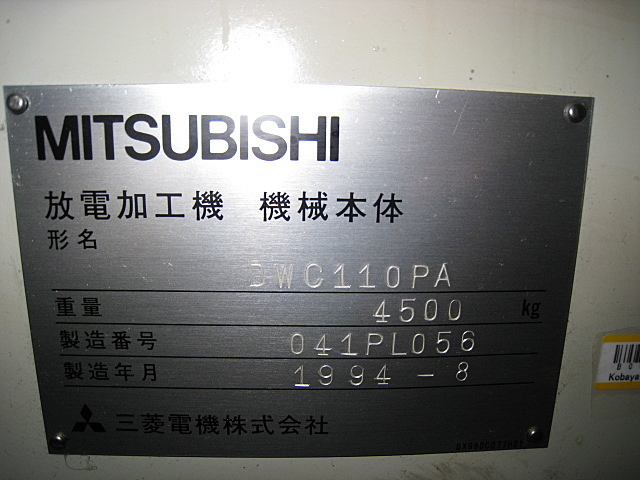 MITSUBISHI
放電加工機 機械本体
形名
DWC110PA
重量 4500 kg
製造番号 041PL056
製造年月 1994-8
三菱電機株式会社
Kobaya